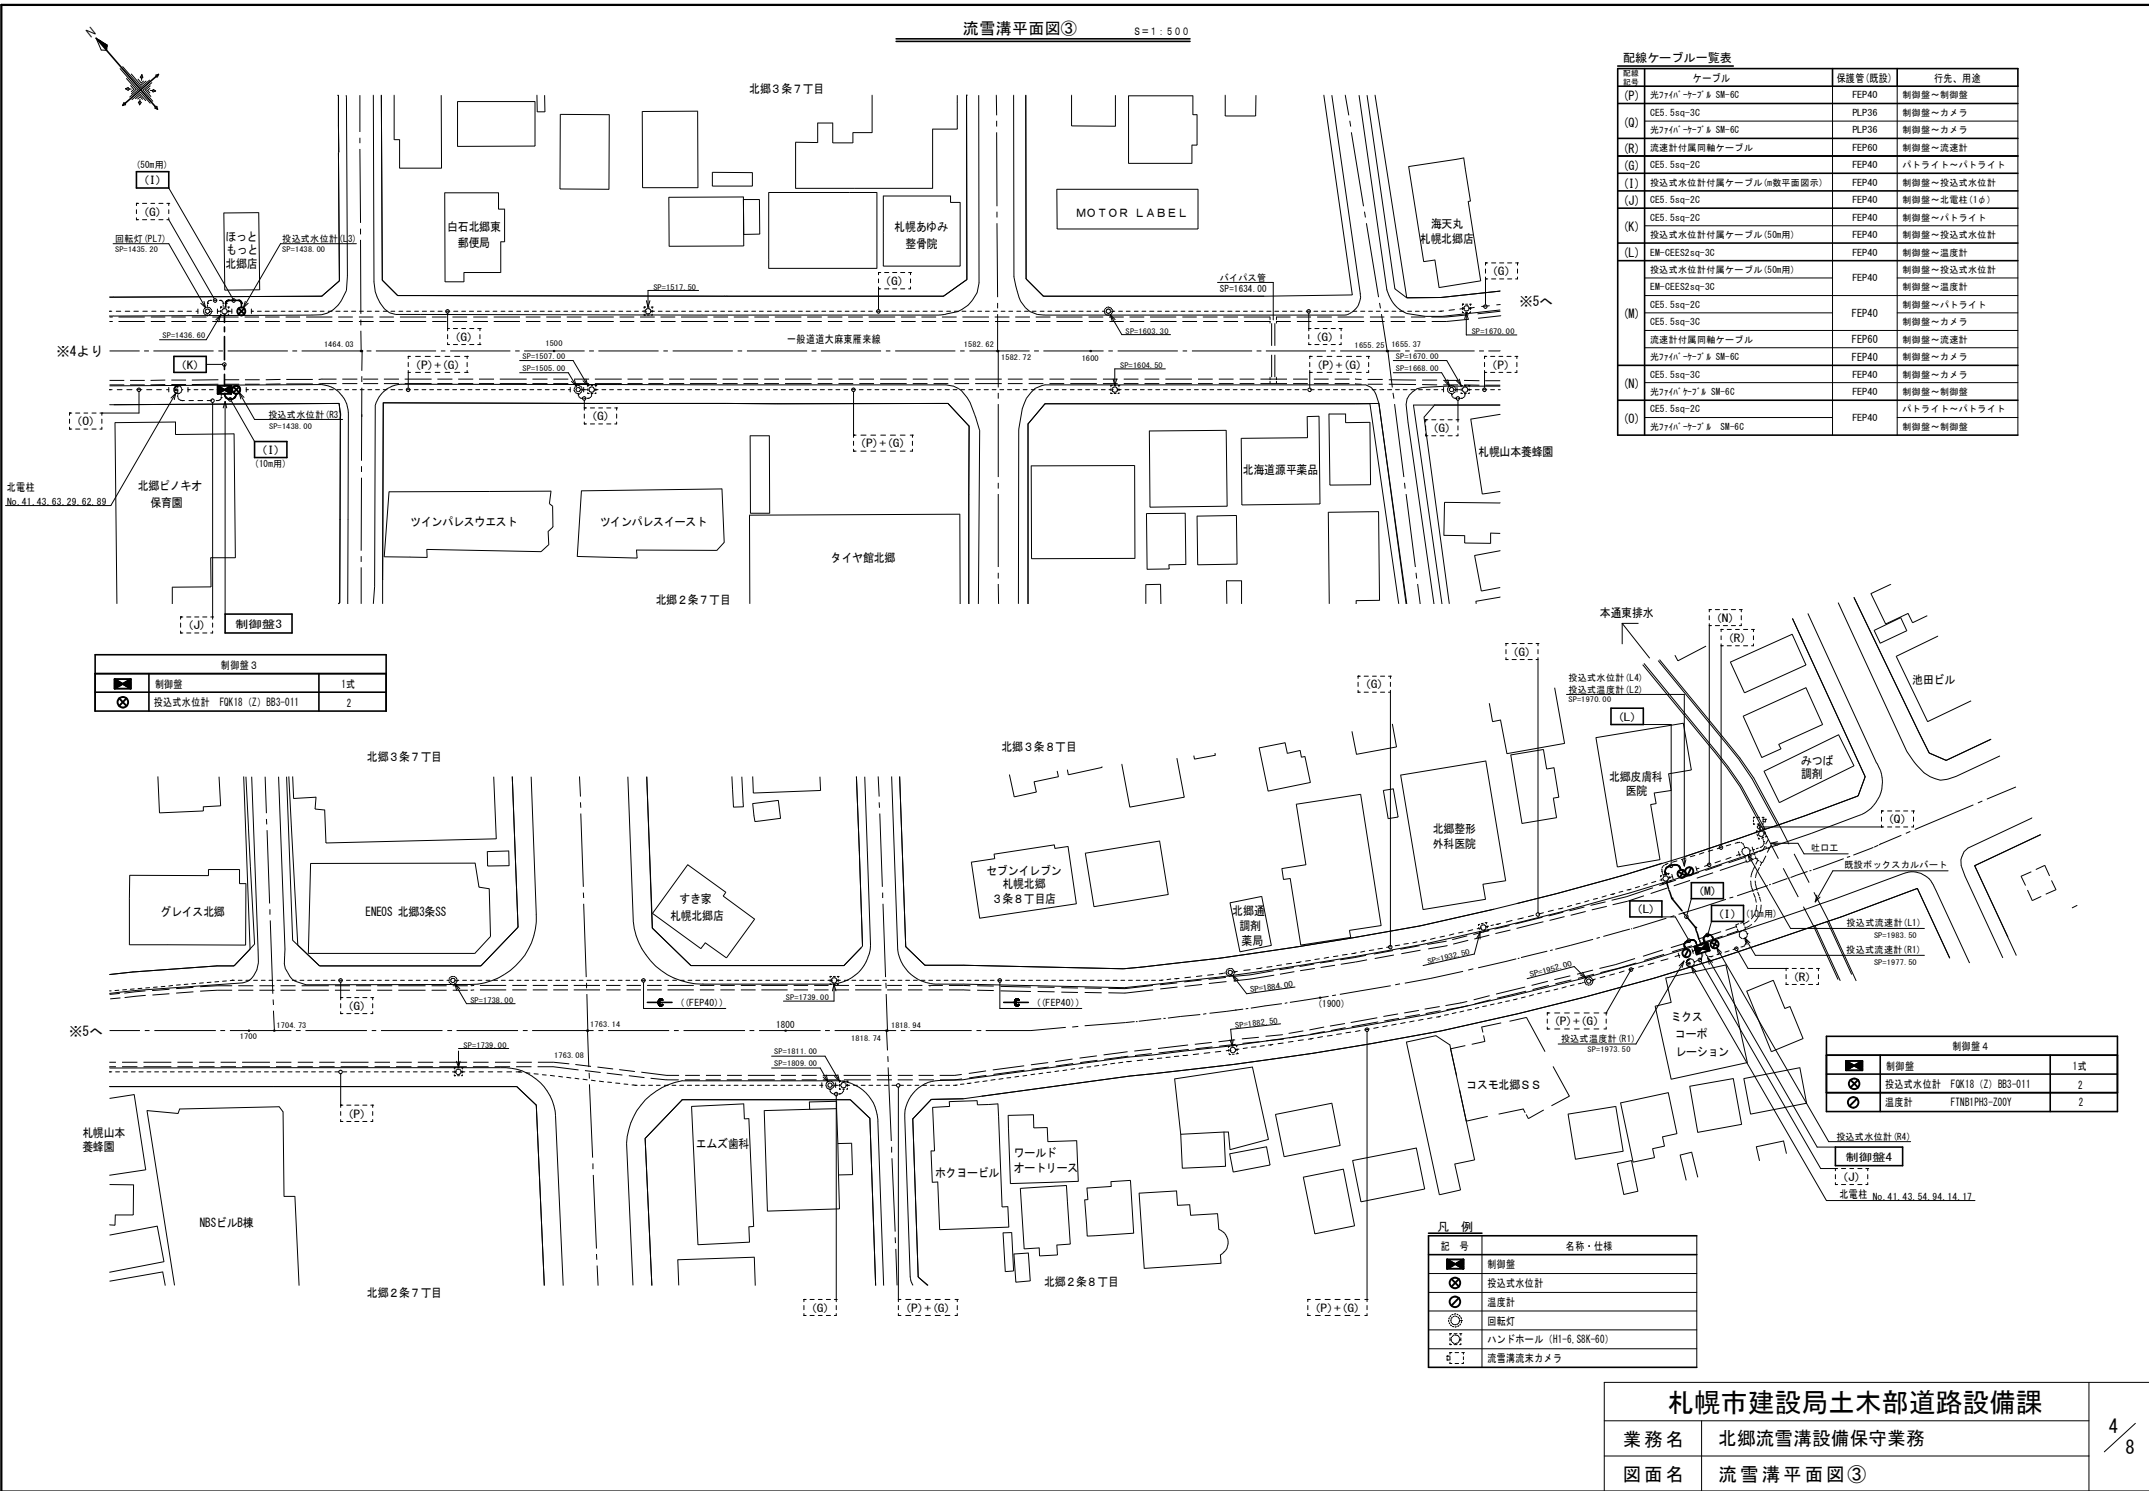 流雪溝平面図③
S=1:500
N
配線ケーブル一覧表
配線記号 ケーブル 保護管(既設) 行先、用途
(P) 光ファイバーケーブル SM-6C FEP40 制御盤～制御盤
(Q) CE5.5sq-3C PLP36 制御盤～カメラ
光ファイバーケーブル SM-6C PLP36 制御盤～カメラ
(R) 流速計付属同軸ケーブル FEP60 制御盤～流速計
(G) CE5.5sq-2C FEP40 パトライト～パトライト
(I) 投込式水位計付属ケーブル(m数平面図示) FEP40 制御盤～投込式水位計
(J) CE5.5sq-2C FEP40 制御盤～北電柱(1φ)
(K) CE5.5sq-2C FEP40 制御盤～パトライト
投込式水位計付属ケーブル(50m用) FEP40 制御盤～投込式水位計
(L) EM-CEES2sq-3C FEP40 制御盤～温度計
(M) 投込式水位計付属ケーブル(50m用) FEP40 制御盤～投込式水位計
EM-CEES2sq-3C 制御盤～温度計
CE5.5sq-2C FEP40 制御盤～パトライト
CE5.5sq-3C 制御盤～カメラ
流速計付属同軸ケーブル FEP60 制御盤～流速計
光ファイバーケーブル SM-6C FEP40 制御盤～カメラ
(N) CE5.5sq-3C FEP40 制御盤～カメラ
光ファイバーケーブル SM-6C FEP40 制御盤～制御盤
(O) CE5.5sq-2C FEP40 パトライト～パトライト
光ファイバーケーブル SM-6C 制御盤～制御盤
北郷3条7丁目
(50m用)
(I)
(G)
回転灯(PL7)
SP=1435.20
ほっと
もっと
北郷店
投込式水位計(L3)
SP=1438.00
白石北郷東
郵便局
札幌あゆみ
整骨院
MOTOR LABEL
海天丸
札幌北郷店
SP=1517.50
(G)
バイパス管
SP=1634.00
(G)
※5へ
SP=1436.60
(G)
SP=1603.30
(G)
SP=1670.00
※4より
1464.03
1500
一般道道大麻東雁来線
1582.62
1582.72
1600
1655.25
1655.37
(K)
(P)+(G)
SP=1507.00
SP=1505.00
SP=1604.50
(P)+(G)
SP=1670.00
SP=1668.00
(P)
(O)
投込式水位計(R3)
SP=1438.00
(I)
(10m用)
(G)
(P)+(G)
(G)
北電柱
No.41.43.63.29.62.89
北郷ピノキオ
保育園
ツインパレスウエスト
ツインパレスイースト
タイヤ館北郷
北海道源平薬品
札幌山本養蜂園
(J)
制御盤3
北郷2条7丁目
制御盤3
制御盤 1式
投込式水位計 FQK18 (Z) BB3-011 2
本通東排水
(N)
(R)
(G)
(G)
投込式水位計(L4)
投込式温度計(L2)
SP=1970.00
(L)
池田ビル
みつば
調剤
北郷皮膚科
医院
北郷整形
外科医院
(Q)
吐口工
既設ボックスカルバート
北郷3条7丁目
北郷3条8丁目
グレイス北郷
ENEOS 北郷3条SS
すき家
札幌北郷店
セブンイレブン
札幌北郷
3条8丁目店
北郷通
調剤
薬局
(M)
(L)
(I)
(10m用)
投込式流速計(L1)
SP=1983.50
投込式流速計(R1)
SP=1977.50
(R)
(G)
SP=1738.00
((FEP40))
SP=1739.00
((FEP40))
SP=1884.00
SP=1932.50
SP=1952.00
(1900)
※5へ
1700
1704.73
1763.14
1763.08
1800
1818.94
1818.74
SP=1739.00
SP=1811.00
SP=1809.00
SP=1882.50
(P)+(G)
投込式温度計(R1)
SP=1973.50
ミクス
コーポ
レーション
コスモ北郷SS
(P)
札幌山本
養蜂園
NBSビルB棟
エムズ歯科
ホクヨービル
ワールド
オートリース
制御盤4
制御盤 1式
投込式水位計 FQK18 (Z) BB3-011 2
温度計 FTNB1PH3-Z00Y 2
投込式水位計(R4)
制御盤4
(J)
北電柱 No.41.43.54.94.14.17
北郷2条7丁目
(G)
(P)+(G)
北郷2条8丁目
(P)+(G)
凡例
記号 名称・仕様
制御盤
投込式水位計
温度計
回転灯
ハンドホール (H1-6,S8K-60)
流雪溝流末カメラ
札幌市建設局土木部道路設備課
業務名 北郷流雪溝設備保守業務
図面名 流雪溝平面図③
4/8